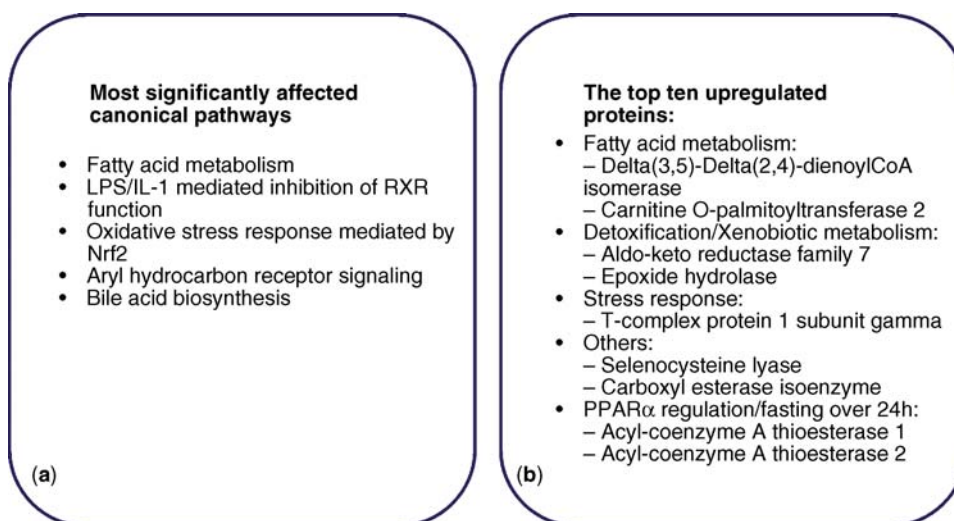 Most significantly affected
canonical pathways
• Fatty acid metabolism
• LPS/IL-1 mediated inhibition of RXR
function
• Oxidative stress response mediated by
Nrf2
• Aryl hydrocarbon receptor signaling
• Bile acid biosynthesis
(a)
The top ten upregulated
proteins:
• Fatty acid metabolism:
– Delta(3,5)-Delta(2,4)-dienoylCoA
isomerase
– Carnitine O-palmitoyltransferase 2
• Detoxification/Xenobiotic metabolism:
– Aldo-keto reductase family 7
– Epoxide hydrolase
• Stress response:
– T-complex protein 1 subunit gamma
• Others:
– Selenocysteine lyase
– Carboxyl esterase isoenzyme
• PPARα regulation/fasting over 24h:
– Acyl-coenzyme A thioesterase 1
– Acyl-coenzyme A thioesterase 2
(b)